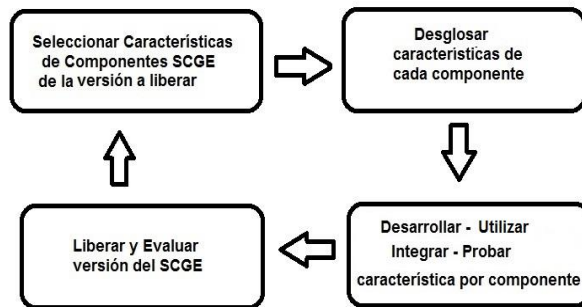 Seleccionar Características
de Componentes SCGE
de la versión a liberar
Desglosar
características de
cada componente
Desarrollar - Utilizar
Integrar - Probar
característica por componente
Liberar y Evaluar
versión del SCGE